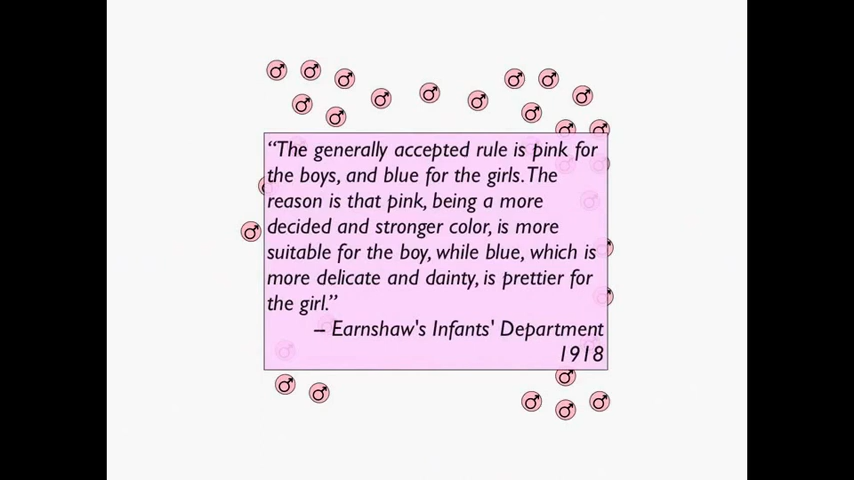 “The generally accepted rule is pink for
the boys, and blue for the girls. The
reason is that pink, being a more
decided and stronger color, is more
suitable for the boy, while blue, which is
more delicate and dainty, is prettier for
the girl.”
– Earnshaw's Infants' Department
1918